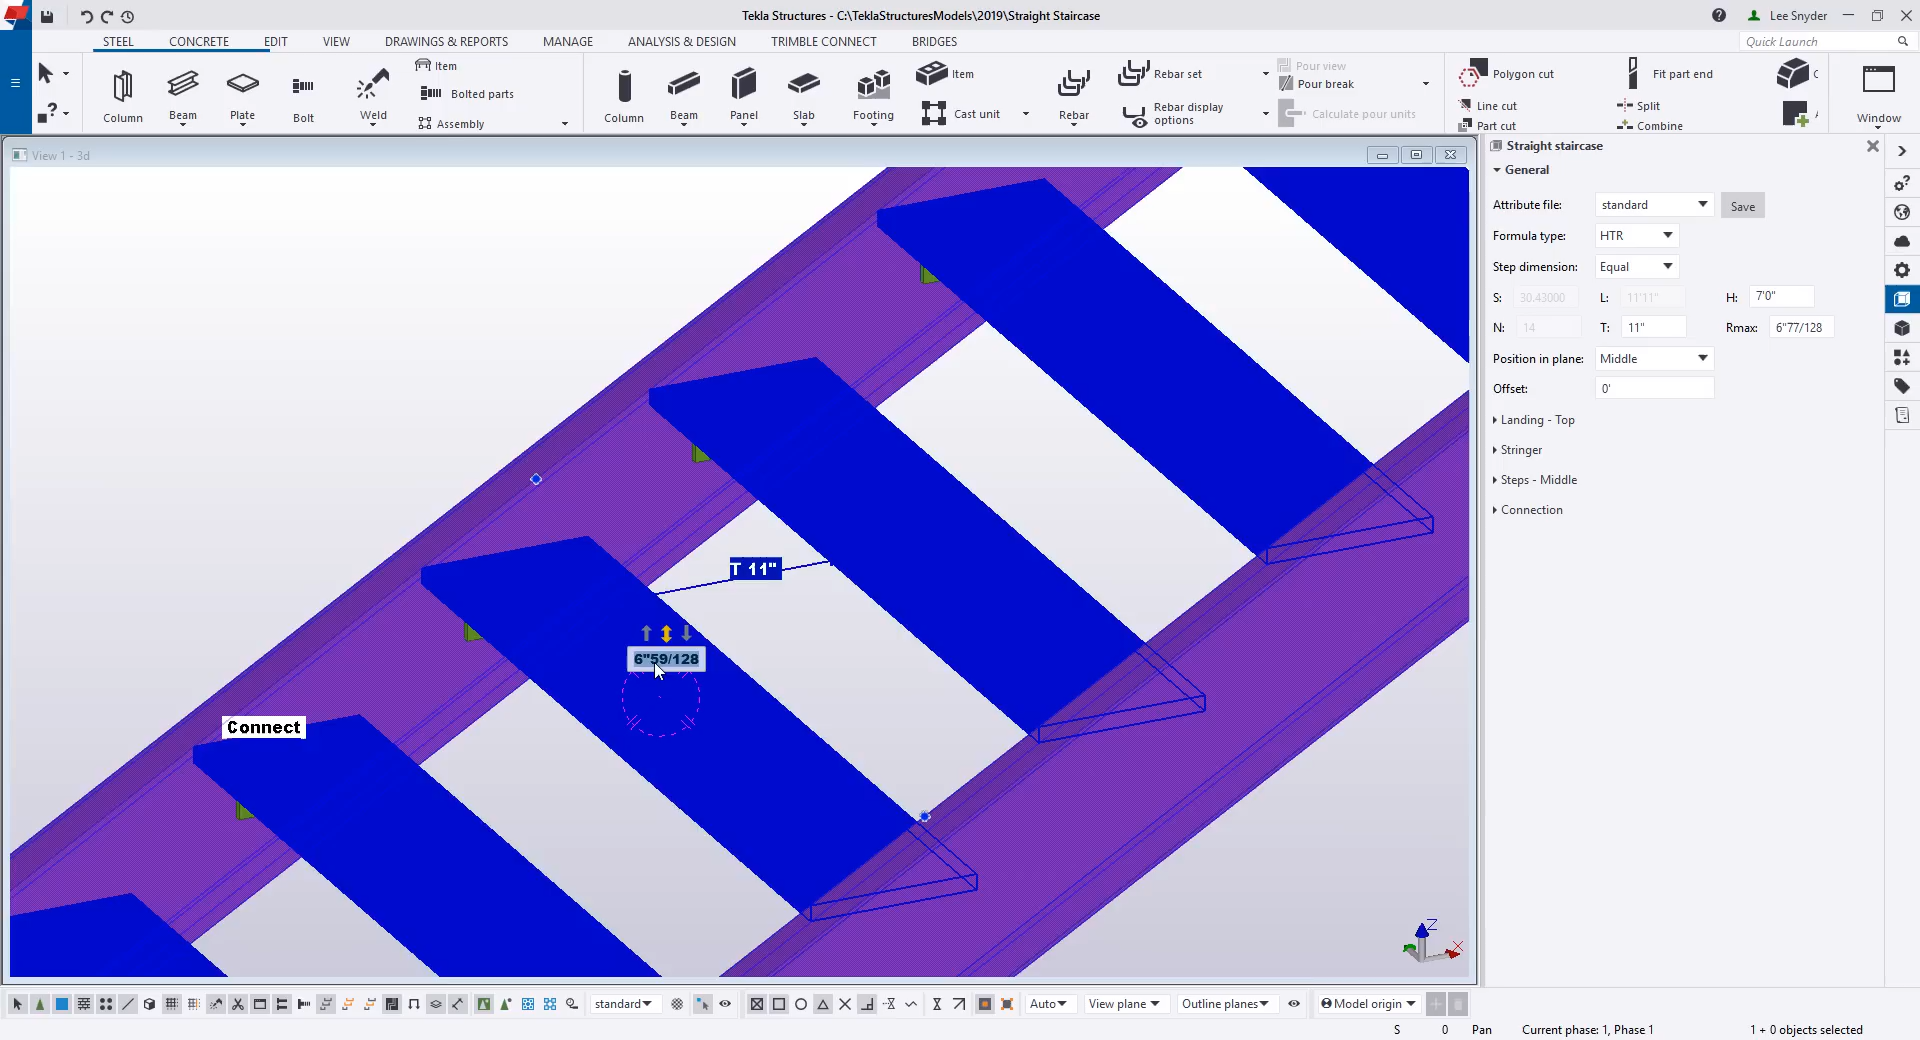 Tekla Structures - C:\TeklaStructuresModels\2019\Straight Staircase
Lee Snyder
STEEL CONCRETE EDIT VIEW DRAWINGS & REPORTS MANAGE ANALYSIS & DESIGN TRIMBLE CONNECT BRIDGES
Quick Launch
Column
Beam
Plate
Bolt
Weld
Item
Bolted parts
Assembly
Column
Beam
Panel
Slab
Footing
Item
Cast unit
Rebar
Rebar set
Rebar display options
Pour view
Pour break
Calculate pour units
Polygon cut
Line cut
Part cut
Fit part end
Split
Combine
Window
View 1 - 3d
T 11"
6"59/128
Connect
Z
X
Straight staircase
General
Attribute file: standard Save
Formula type: HTR
Step dimension: Equal
S: 30.43000 L: 11'11" H: 7'0"
N: 14 T: 11" Rmax: 6"77/128
Position in plane: Middle
Offset: 0'
Landing - Top
Stringer
Steps - Middle
Connection
standard Auto View plane Outline planes Model origin
S 0 Pan Current phase: 1, Phase 1 1 + 0 objects selected